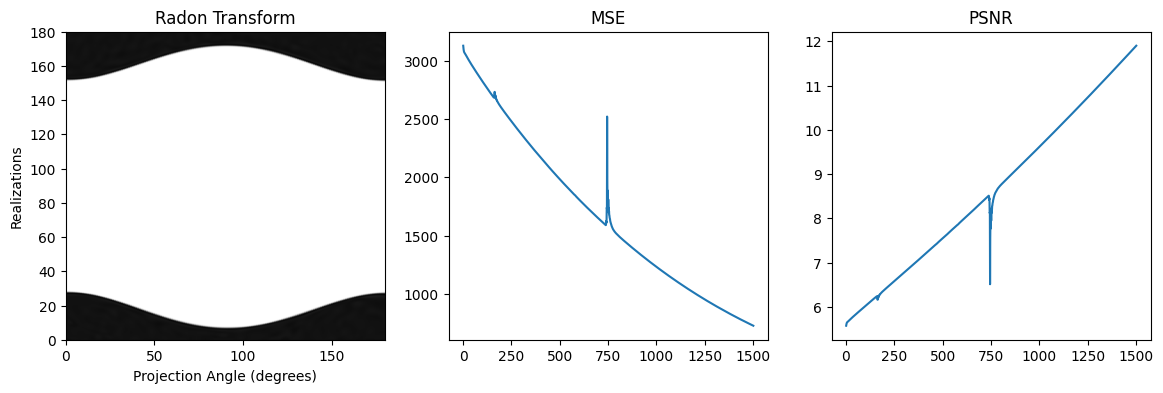 Radon Transform
180
160
140
120
100
80
60
40
20
0
Realizations
0 50 100 150
Projection Angle (degrees)
MSE
3000
2500
2000
1500
1000
0 250 500 750 1000 1250 1500
PSNR
12
11
10
9
8
7
6
0 250 500 750 1000 1250 1500